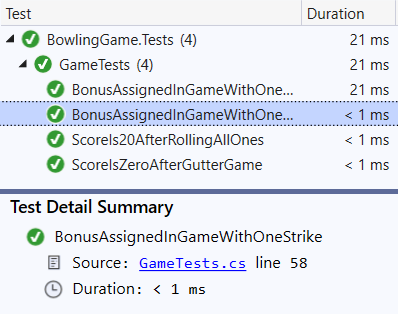 Test Duration
BowlingGame.Tests (4) 21 ms
GameTests (4) 21 ms
BonusAssignedInGameWithOne... 21 ms
BonusAssignedInGameWithOne... < 1 ms
ScoreIs20AfterRollingAllOnes < 1 ms
ScoreIsZeroAfterGutterGame < 1 ms
Test Detail Summary
BonusAssignedInGameWithOneStrike
Source: GameTests.cs line 58
Duration: < 1 ms